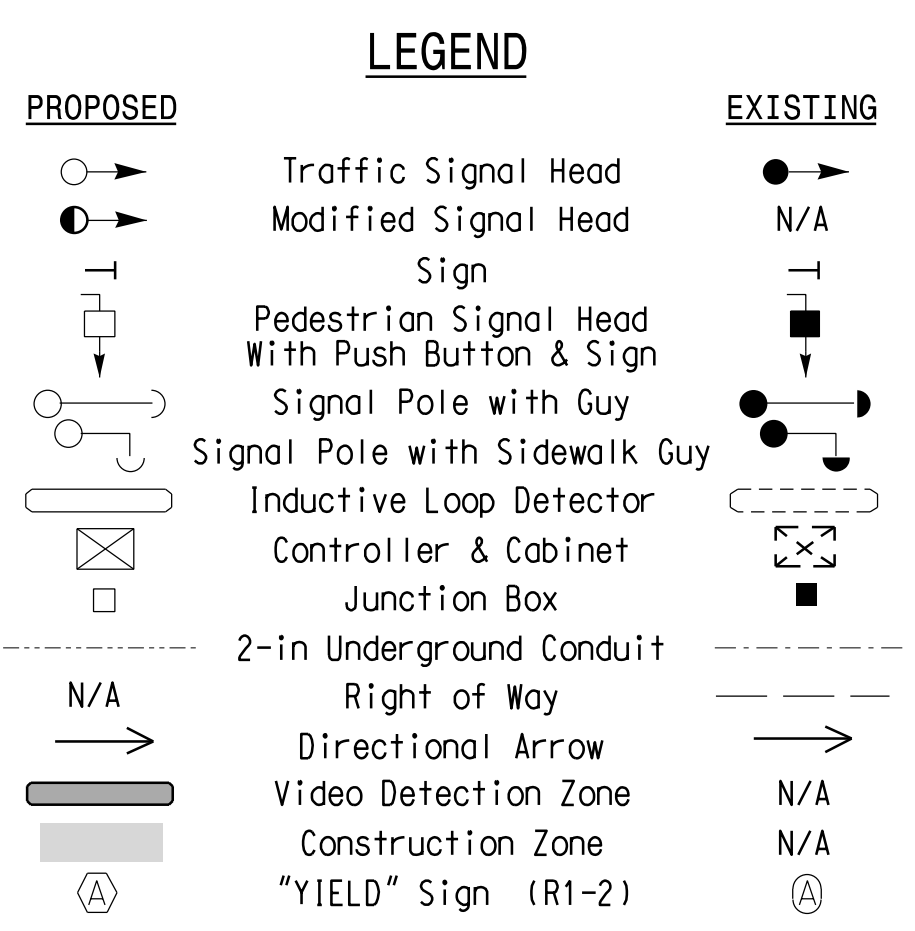 LEGEND
PROPOSED EXISTING
Traffic Signal Head
Modified Signal Head N/A
Sign
Pedestrian Signal Head
With Push Button & Sign
Signal Pole with Guy
Signal Pole with Sidewalk Guy
Inductive Loop Detector
Controller & Cabinet
Junction Box
2-in Underground Conduit
N/A Right of Way
Directional Arrow
Video Detection Zone N/A
Construction Zone N/A
A "YIELD" Sign (R1-2) A